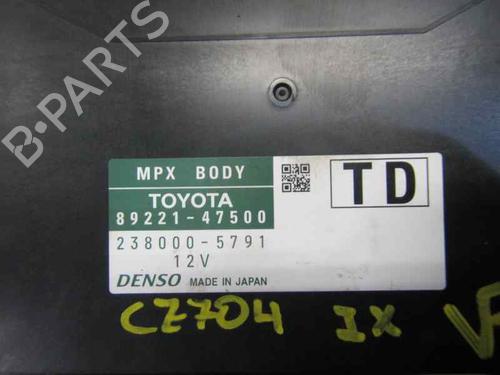 B-PARTS
MPX BODY
TOYOTA
89221-47500
TD
238000-5791
12V
DENSO MADE IN JAPAN
CZ704 IX